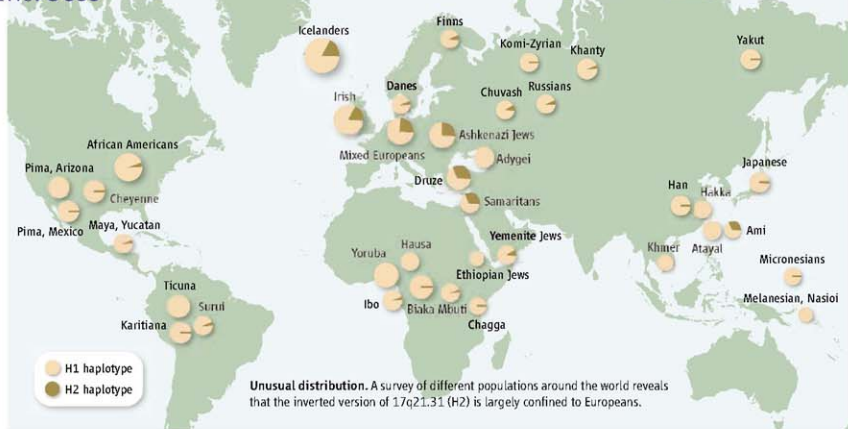 Icelanders
Finns
Komi-Zyrian
Khanty
Yakut
Irish
Danes
Chuvash
Russians
Mixed Europeans
Ashkenazi Jews
Adygei
African Americans
Pima, Arizona
Cheyenne
Pima, Mexico
Maya, Yucatan
Druze
Samaritans
Japanese
Han
Hakka
Ami
Atayal
Khmer
Yemenite Jews
Hausa
Yoruba
Ethiopian Jews
Micronesians
Melanesian, Nasioi
Ticuna
Surui
Karitiana
Ibo
Biaka
Mbuti
Chagga
H1 haplotype
H2 haplotype
Unusual distribution. A survey of different populations around the world reveals
that the inverted version of 17q21.31 (H2) is largely confined to Europeans.